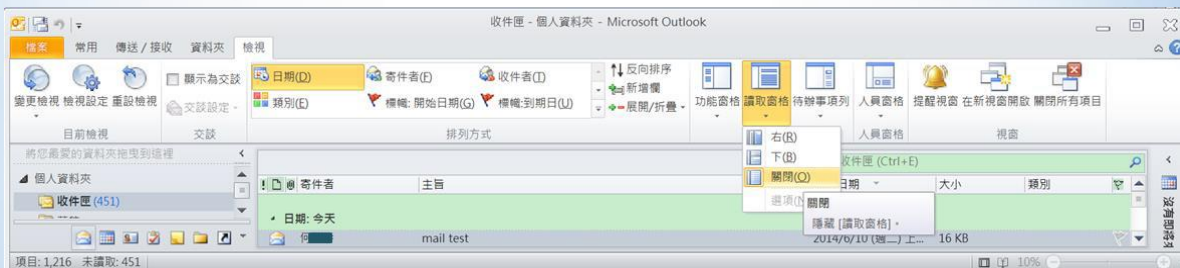 收件匣 - 個人資料夾 - Microsoft Outlook
檔案 常用 傳送 / 接收 資料夾 檢視
變更檢視 檢視設定 重設檢視
目前檢視
顯示為交談
交談設定
交談
日期(D) 寄件者(F) 收件者(T)
類別(E) 標幟: 開始日期(G) 標幟:到期日(U)
排列方式
反向排序
新增欄
展開/折疊
功能窗格 讀取窗格 待辦事項列 人員窗格 提醒視窗 在新視窗開啟 關閉所有項目
人員窗格 視窗
右(R)
下(B)
關閉(O)
選項(N
關閉
隱藏 [讀取窗格]。
將您最愛的資料夾拖曳到這裡
個人資料夾
收件匣 (451)
收件匣 (Ctrl+E)
寄件者 主旨 日期 大小 類別
日期: 今天
何 mail test 2014/6/10 (週二) 上... 16 KB
沒有即將
項目: 1,216 未讀取: 451 10%